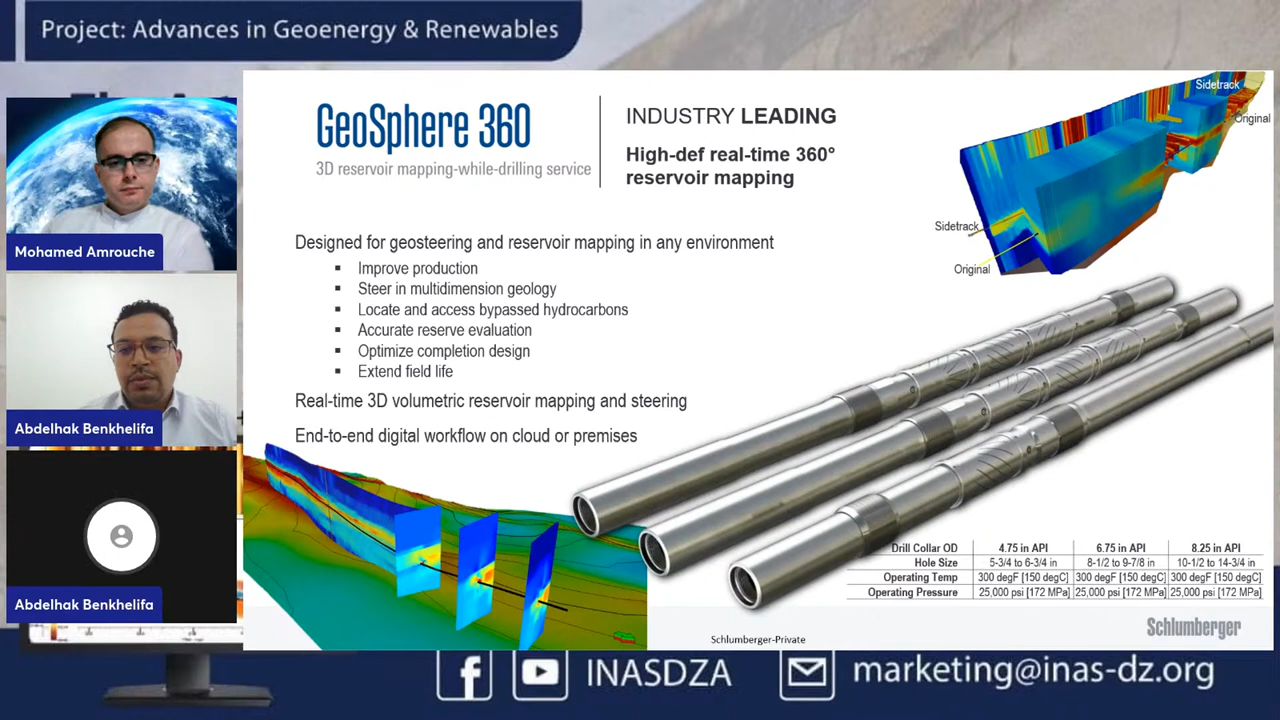 Project: Advances in Geoenergy & Renewables
Mohamed Amrouche
Abdelhak Benkhelifa
Abdelhak Benkhelifa
GeoSphere 360
3D reservoir mapping-while-drilling service
INDUSTRY LEADING
High-def real-time 360°
reservoir mapping
Sidetrack
Original
Sidetrack
Original
Designed for geosteering and reservoir mapping in any environment
▪ Improve production
▪ Steer in multidimension geology
▪ Locate and access bypassed hydrocarbons
▪ Accurate reserve evaluation
▪ Optimize completion design
▪ Extend field life
Real-time 3D volumetric reservoir mapping and steering
End-to-end digital workflow on cloud or premises
Drill Collar OD 4.75 in API 6.75 in API 8.25 in API
Hole Size 5-3/4 to 6-3/4 in 8-1/2 to 9-7/8 in 10-1/2 to 14-3/4 in
Operating Temp 300 degF [150 degC] 300 degF [150 degC] 300 degF [150 degC]
Operating Pressure 25,000 psi [172 MPa] 25,000 psi [172 MPa] 25,000 psi [172 MPa]
Schlumberger
Schlumberger-Private
INASDZA
marketing@inas-dz.org